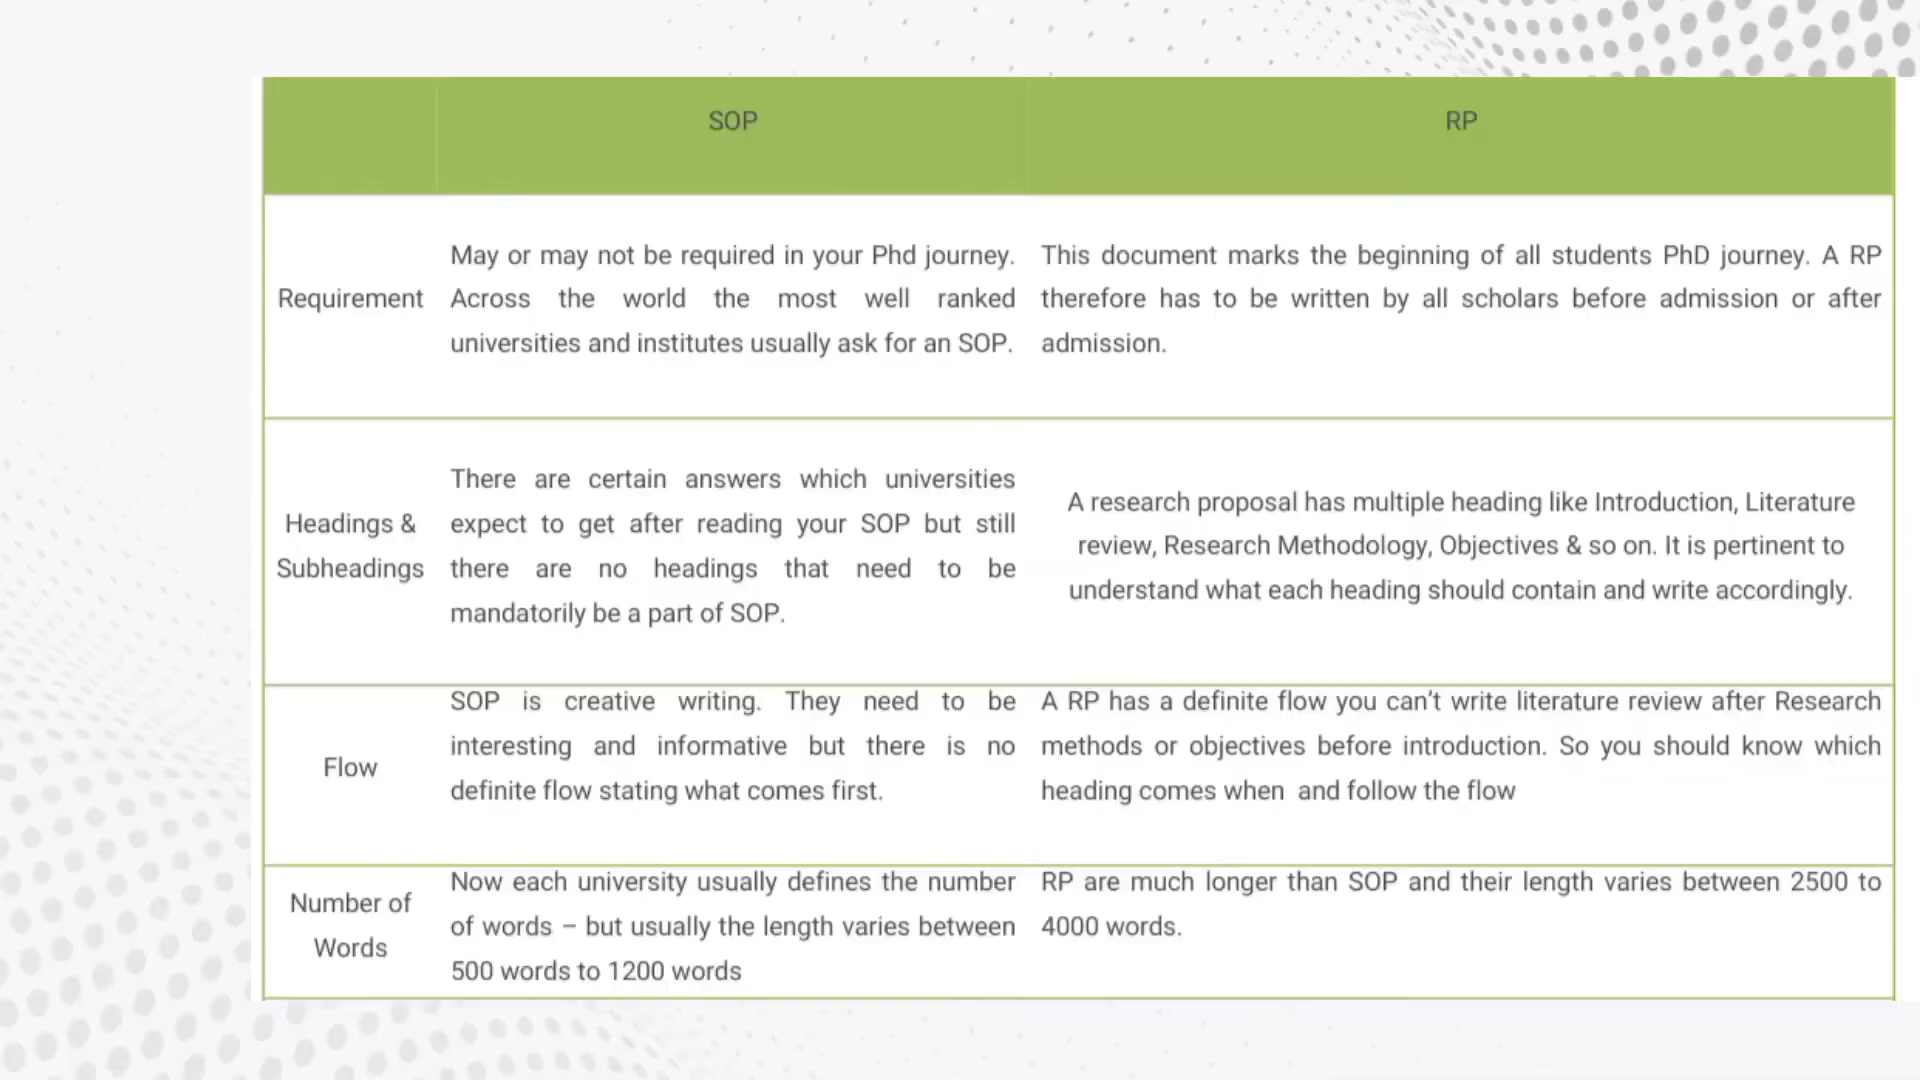 SOP
RP
Requirement
May or may not be required in your Phd journey.
Across the world the most well ranked
universities and institutes usually ask for an SOP.
This document marks the beginning of all students PhD journey. A RP
therefore has to be written by all scholars before admission or after
admission.
Headings &
Subheadings
There are certain answers which universities
expect to get after reading your SOP but still
there are no headings that need to be
mandatorily be a part of SOP.
A research proposal has multiple heading like Introduction, Literature
review, Research Methodology, Objectives & so on. It is pertinent to
understand what each heading should contain and write accordingly.
Flow
SOP is creative writing. They need to be
interesting and informative but there is no
definite flow stating what comes first.
A RP has a definite flow you can’t write literature review after Research
methods or objectives before introduction. So you should know which
heading comes when  and follow the flow
Number of
Words
Now each university usually defines the number
of words – but usually the length varies between
500 words to 1200 words
RP are much longer than SOP and their length varies between 2500 to
4000 words.